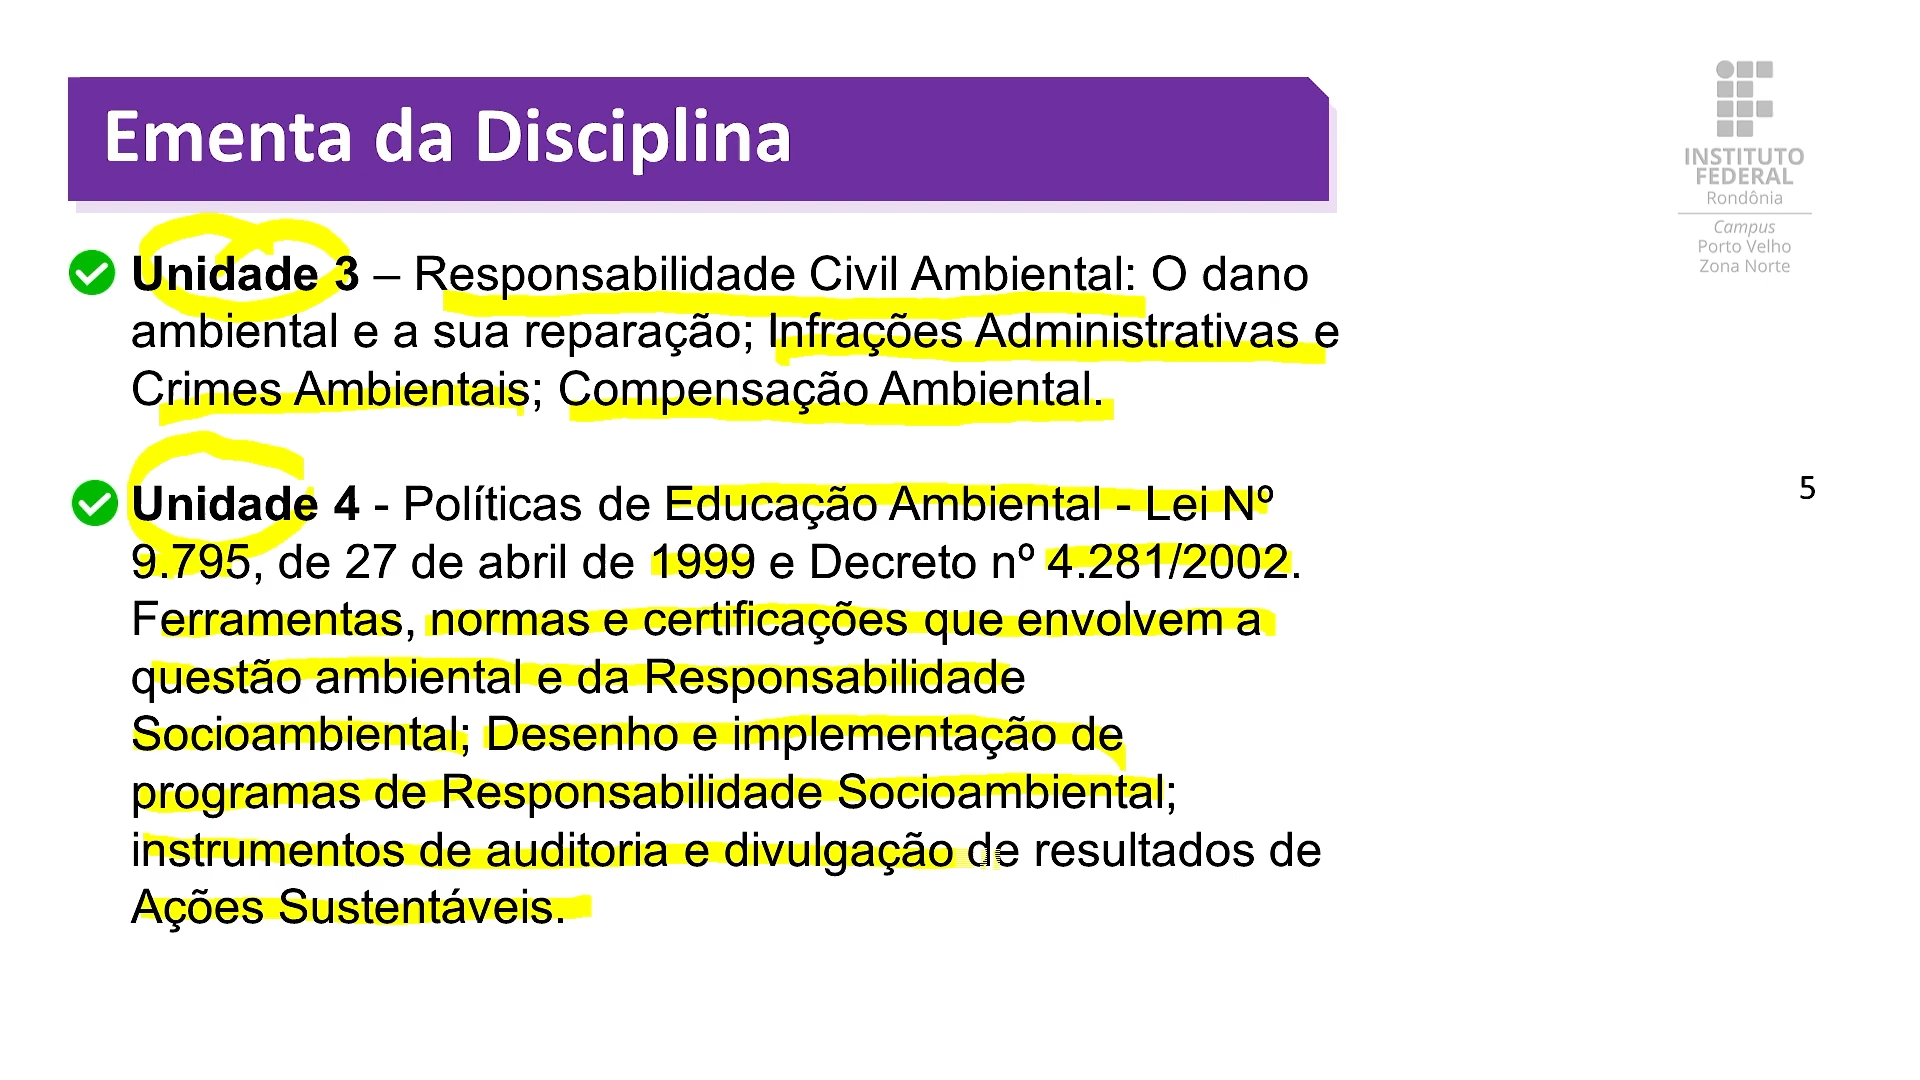 Ementa da Disciplina
INSTITUTO
FEDERAL
Rondônia
Campus
Porto Velho
Zona Norte
Unidade 3 – Responsabilidade Civil Ambiental: O dano
ambiental e a sua reparação; Infrações Administrativas e
Crimes Ambientais; Compensação Ambiental.
Unidade 4 - Políticas de Educação Ambiental - Lei Nº
9.795, de 27 de abril de 1999 e Decreto nº 4.281/2002.
Ferramentas, normas e certificações que envolvem a
questão ambiental e da Responsabilidade
Socioambiental; Desenho e implementação de
programas de Responsabilidade Socioambiental;
instrumentos de auditoria e divulgação de resultados de
Ações Sustentáveis.
5